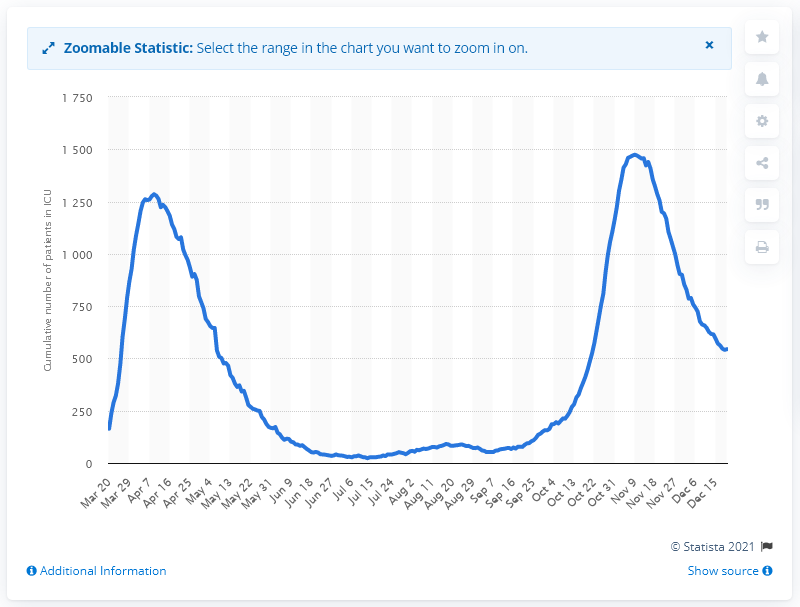 Zoomable Statistic: Select the range in the chart you want to zoom in on.
×
Cumulative number of patients in ICU
1 750
1 500
1 250
1 000
750
500
250
0
Mar 20
Mar 29
Apr 7
Apr 16
Apr 25
May 4
May 13
May 22
May 31
Jun 9
Jun 18
Jun 27
Jul 6
Jul 15
Jul 24
Aug 2
Aug 11
Aug 20
Aug 29
Sep 7
Sep 16
Sep 25
Oct 4
Oct 13
Oct 22
Oct 31
Nov 9
Nov 18
Nov 27
Dec 6
Dec 15
© Statista 2021
Additional Information
Show source